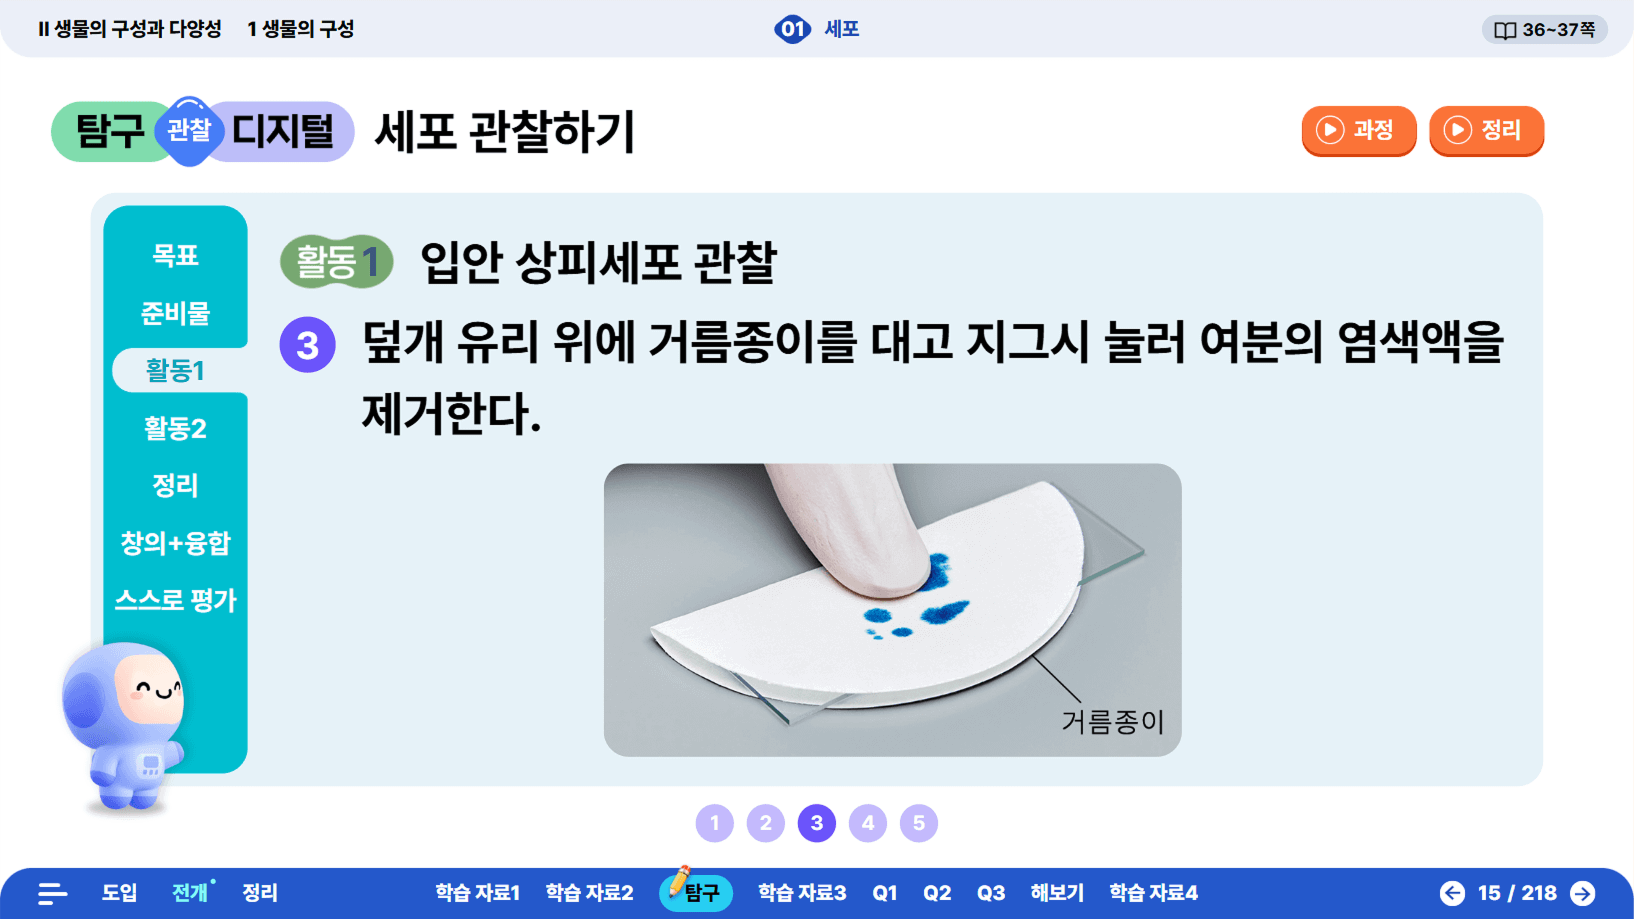 II 생물의 구성과 다양성 1 생물의 구성
01 세포
36~37쪽
탐구 관찰 디지털 세포 관찰하기
과정
정리
목표
준비물
활동1
활동2
정리
창의+융합
스스로 평가
활동1 입안 상피세포 관찰
3 덮개 유리 위에 거름종이를 대고 지그시 눌러 여분의 염색액을
제거한다.
거름종이
1 2 3 4 5
도입 전개 정리 학습 자료1 학습 자료2 탐구 학습 자료3 Q1 Q2 Q3 해보기 학습 자료4 15 / 218